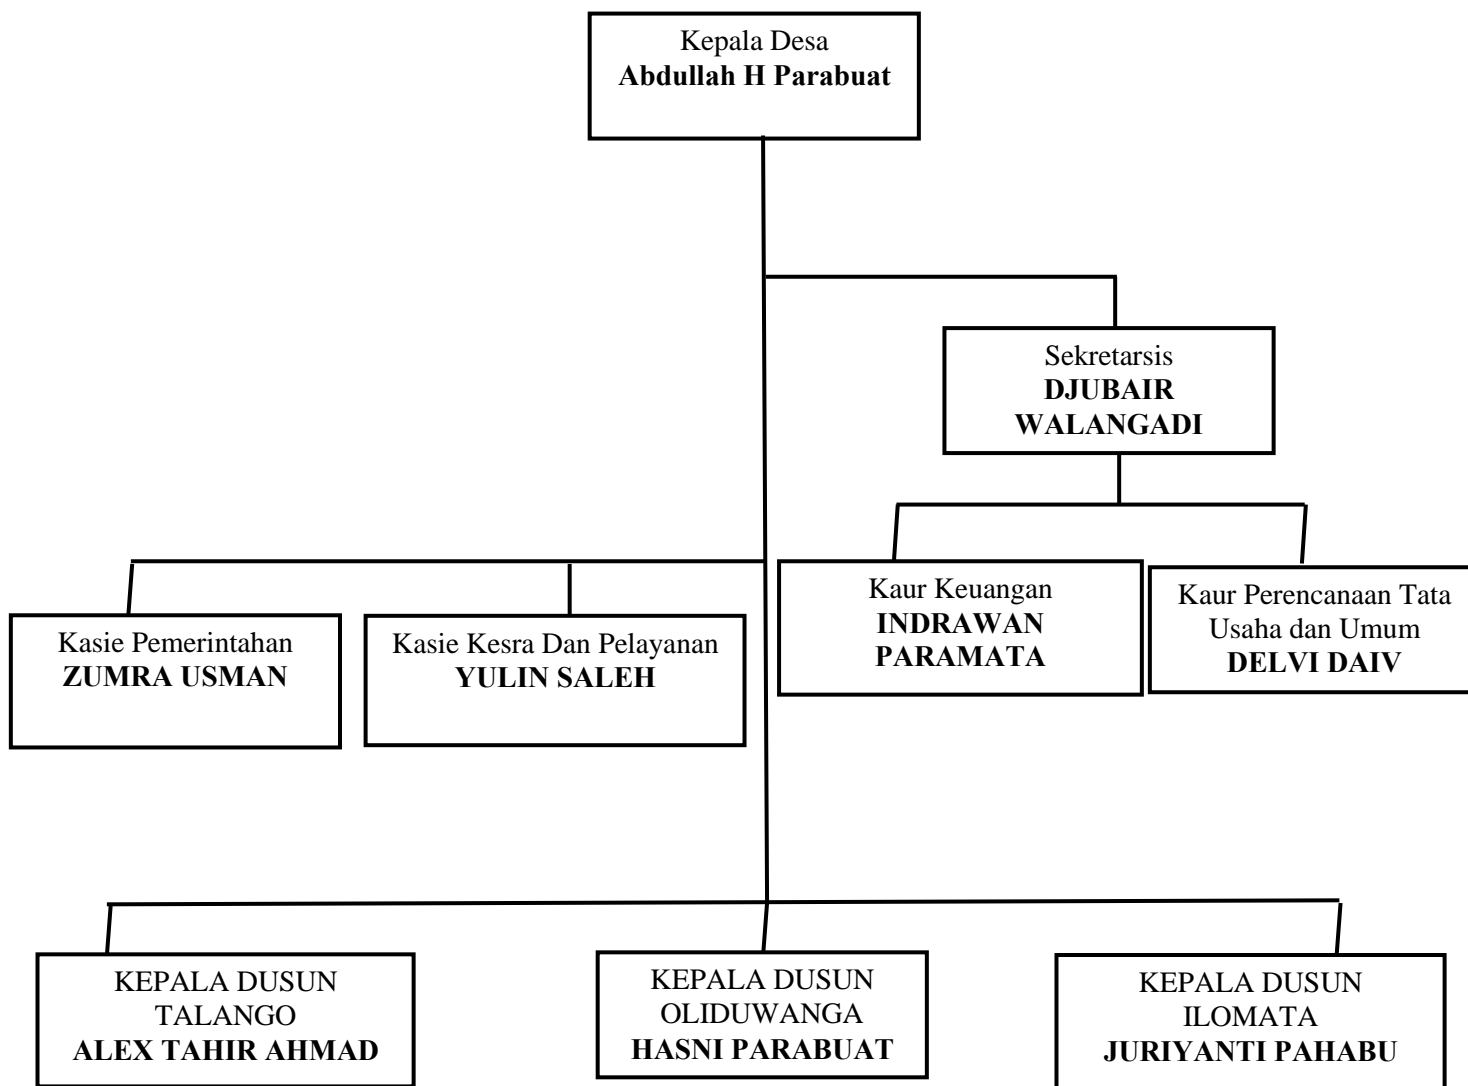 Kepala Desa
Abdullah H Parabuat
Sekretarsis
DJUBAIR
WALANGADI
Kaur Keuangan
INDRAWAN
PARAMATA
Kaur Perencanaan Tata
Usaha dan Umum
DELVI DAIV
Kasie Pemerintahan
ZUMRA USMAN
Kasie Kesra Dan Pelayanan
YULIN SALEH
KEPALA DUSUN
TALANGO
ALEX TAHIR AHMAD
KEPALA DUSUN
OLIDUWANGA
HASNI PARABUAT
KEPALA DUSUN
ILOMATA
JURIYANTI PAHABU